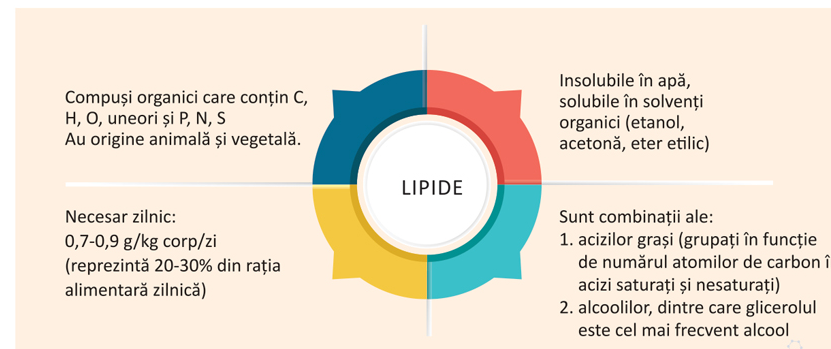 Compuși organici care conțin C,
H, O, uneori și P, N, S
Au origine animală și vegetală.
Insolubile în apă,
solubile în solvenți
organici (etanol,
acetonă, eter etilic)
LIPIDE
Necesar zilnic:
0,7-0,9 g/kg corp/zi
(reprezintă 20-30% din rația
alimentară zilnică)
Sunt combinații ale:
1. acizilor grași (grupați în funcție
de numărul atomilor de carbon î
acizi saturați și nesaturați)
2. alcoolilor, dintre care glicerolul
este cel mai frecvent alcool